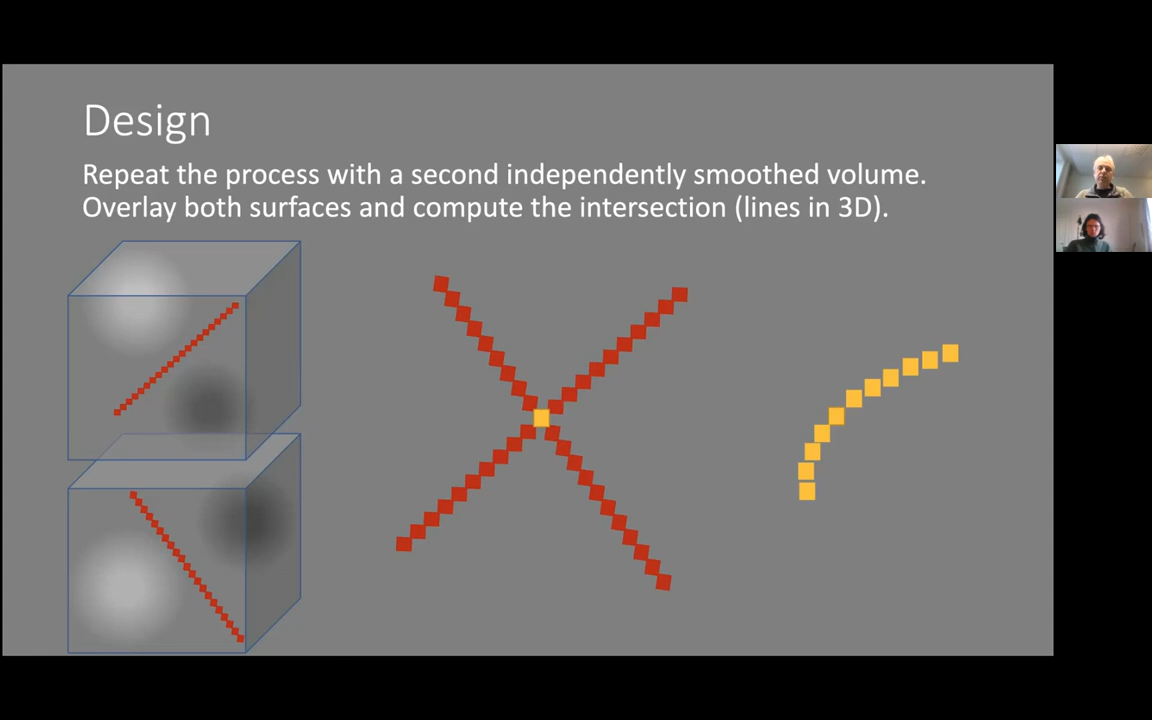 Design
Repeat the process with a second independently smoothed volume.
Overlay both surfaces and compute the intersection (lines in 3D).